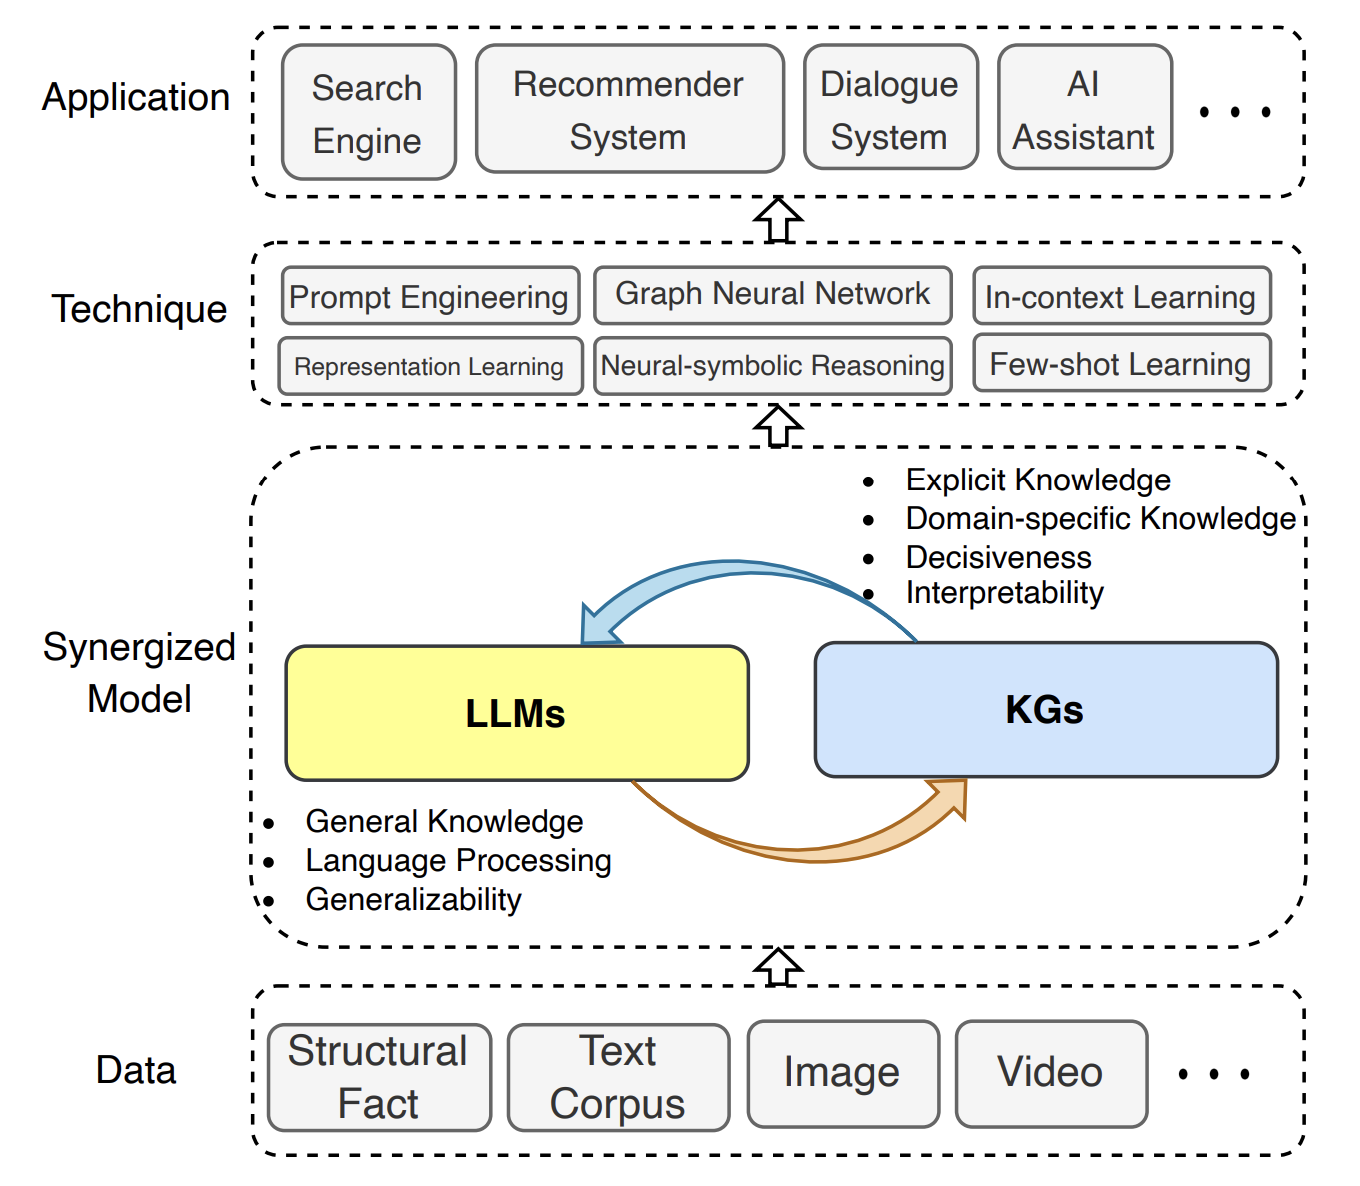 Application
Search
Engine
Recommender
System
Dialogue
System
AI
Assistant
Technique
Prompt Engineering
Graph Neural Network
In-context Learning
Representation Learning
Neural-symbolic Reasoning
Few-shot Learning
Synergized
Model
• Explicit Knowledge
• Domain-specific Knowledge
• Decisiveness
• Interpretability
LLMs
KGs
• General Knowledge
• Language Processing
• Generalizability
Data
Structural
Fact
Text
Corpus
Image
Video